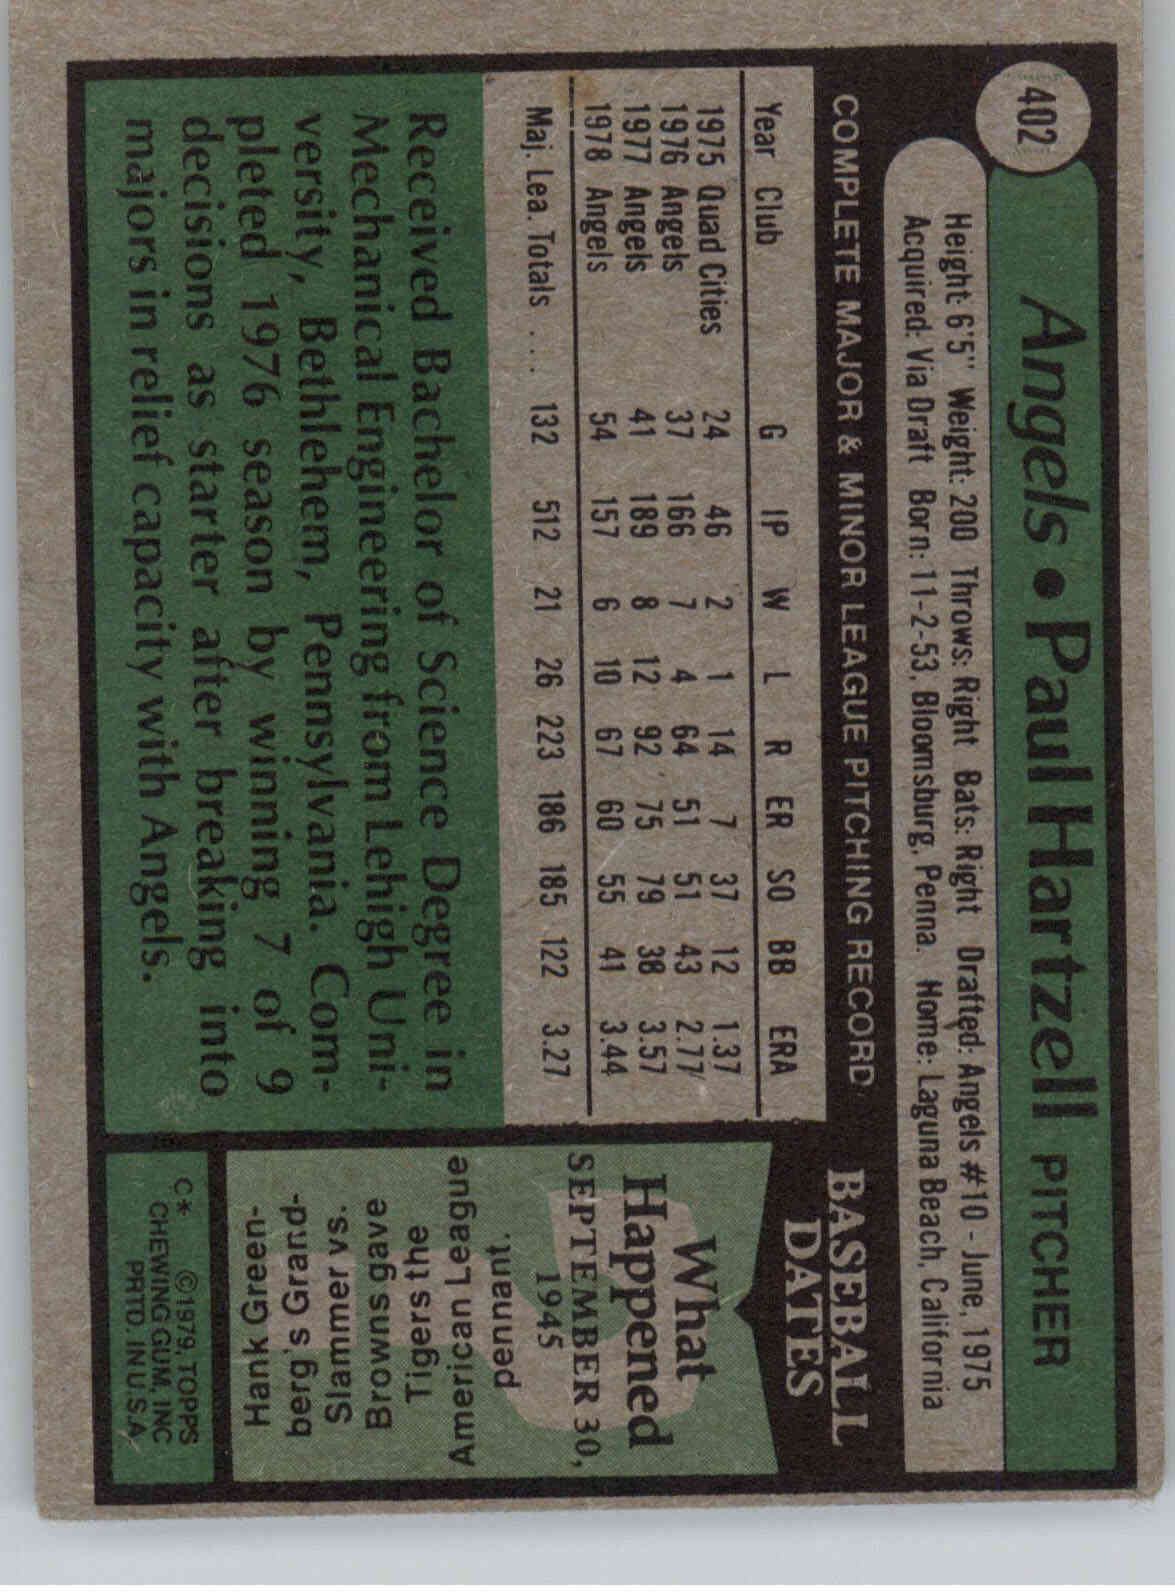 402
Angels • Paul Hartzell PITCHER
Height: 6'5" Weight: 200 Throws: Right Bats: Right Drafted: Angels #10 - June, 1975
Acquired: Via Draft Born: 11-2-53, Bloomsburg, Penna. Home: Laguna Beach, California
COMPLETE MAJOR & MINOR LEAGUE PITCHING RECORD
Year Club G IP W L R ER SO BB ERA
1975 Quad Cities 24 46 2 1 14 7 37 12 1.37
1976 Angels 37 166 7 4 64 51 51 43 2.77
1977 Angels 41 189 8 12 92 75 79 38 3.57
1978 Angels 54 157 6 10 67 60 55 41 3.44
Maj. Lea. Totals .... 132 512 21 26 223 186 185 122 3.27
Received Bachelor of Science Degree in
Mechanical Engineering from Lehigh Uni-
versity, Bethlehem, Pennsylvania. Com-
pleted 1976 season by winning 7 of 9
decisions as starter after breaking into
majors in relief capacity with Angels.
BASEBALL
DATES
What
Happened
SEPTEMBER 30,
1945
Hank Green-
berg's Grand-
Slammer vs.
Browns gave
Tigers the
American League
pennant.
C* ©1979, TOPPS
CHEWING GUM, INC
PRTD. IN U.S.A.